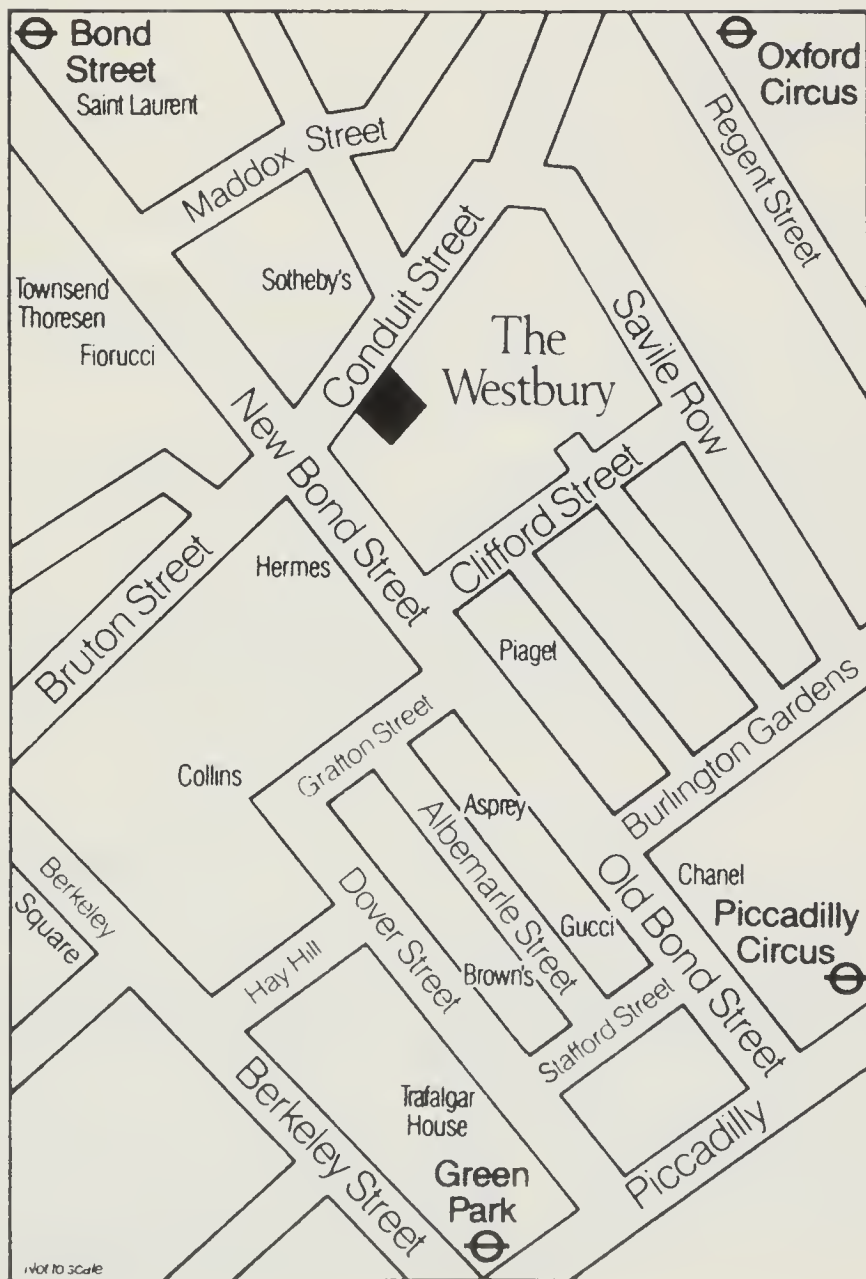 Bond
Street
Saint Laurent
Oxford
Circus
Regent Street
Maddox Street
Sotheby's
Conduit Street
Townsend
Thoresen
Fiorucci
The
Westbury
Savile Row
New Bond Street
Clifford Street
Hermes
Bruton Street
Piaget
Burlington Gardens
Grafton Street
Collins
Asprey
Albemarle Street
Old Bond Street
Chanel
Piccadilly
Circus
Berkeley
Square
Dover Street
Gucci
Hay Hill
Brown's
Stafford Street
Trafalgar
House
Berkeley Street
Piccadilly
Green
Park
Not to scale